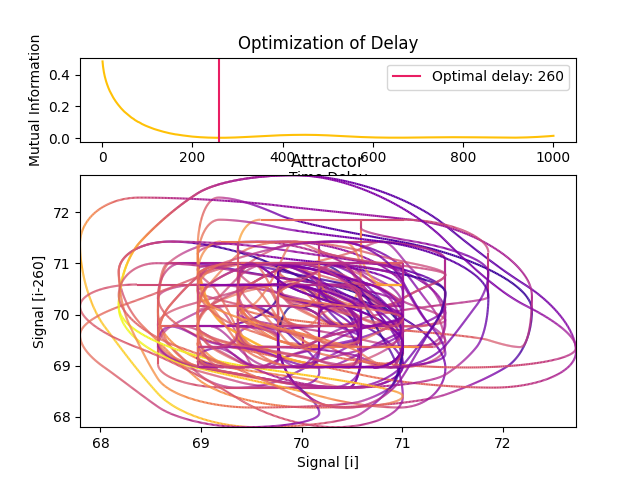 Optimization of Delay
Mutual Information
0.4
0.2
0.0
Optimal delay: 260
0 200 400 600 800 1000
Time Delay
Attractor
Signal [i-260]
72
71
70
69
68
68 69 70 71 72
Signal [i]